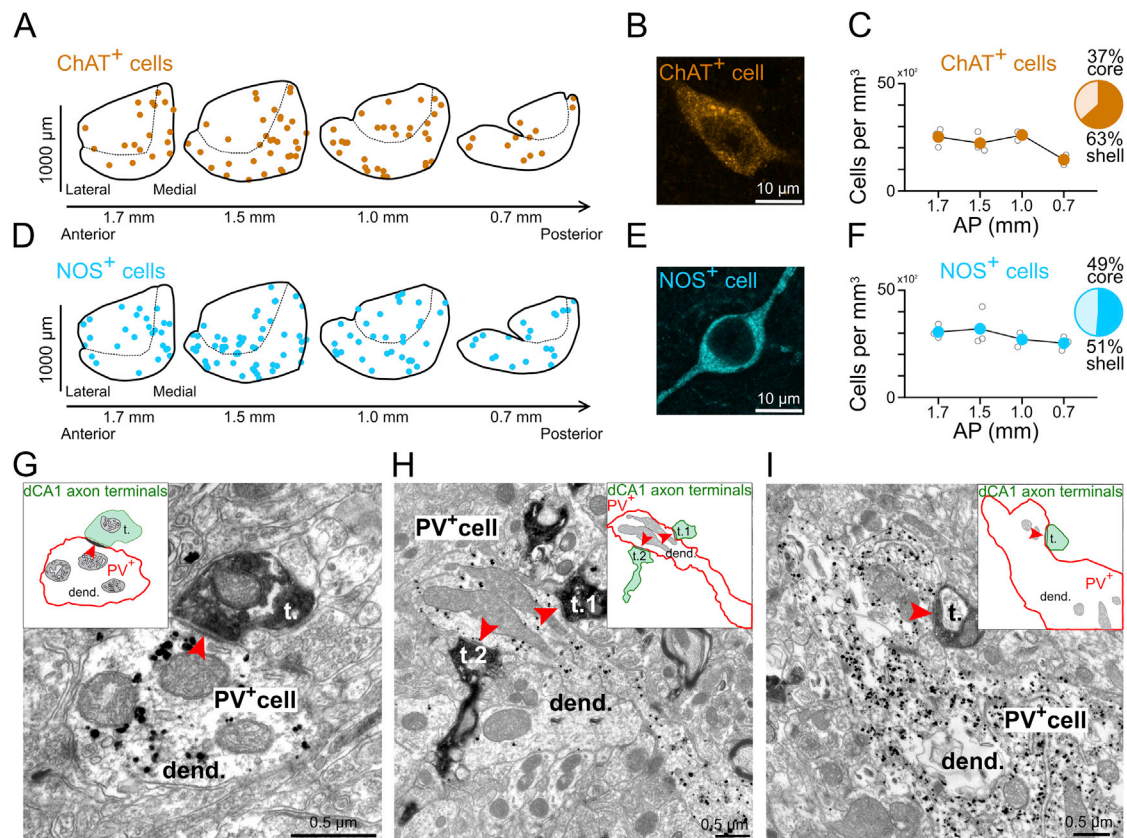 A
ChAT⁺ cells
1000 µm
Lateral
Medial
1.7 mm
1.5 mm
1.0 mm
0.7 mm
Anterior
Posterior
B
ChAT⁺ cell
10 µm
C
ChAT⁺ cells
37%
core
63%
shell
Cells per mm³
50
x10²
0
1.7
1.5
1.0
0.7
AP (mm)
D
NOS⁺ cells
1000 µm
Lateral
Medial
1.7 mm
1.5 mm
1.0 mm
0.7 mm
Anterior
Posterior
E
NOS⁺ cell
10 µm
F
NOS⁺ cells
49%
core
51%
shell
Cells per mm³
50
x10²
0
1.7
1.5
1.0
0.7
AP (mm)
G
dCA1 axon terminals
t.
PV⁺
dend.
t.
PV⁺cell
dend.
0.5 µm
H
dCA1 axon terminals
PV⁺
t.1
t.2
dend.
PV⁺cell
t.1
t.2
dend.
0.5 µm
I
dCA1 axon terminals
t.
PV⁺
dend.
t.
PV⁺cell
dend.
0.5 µm